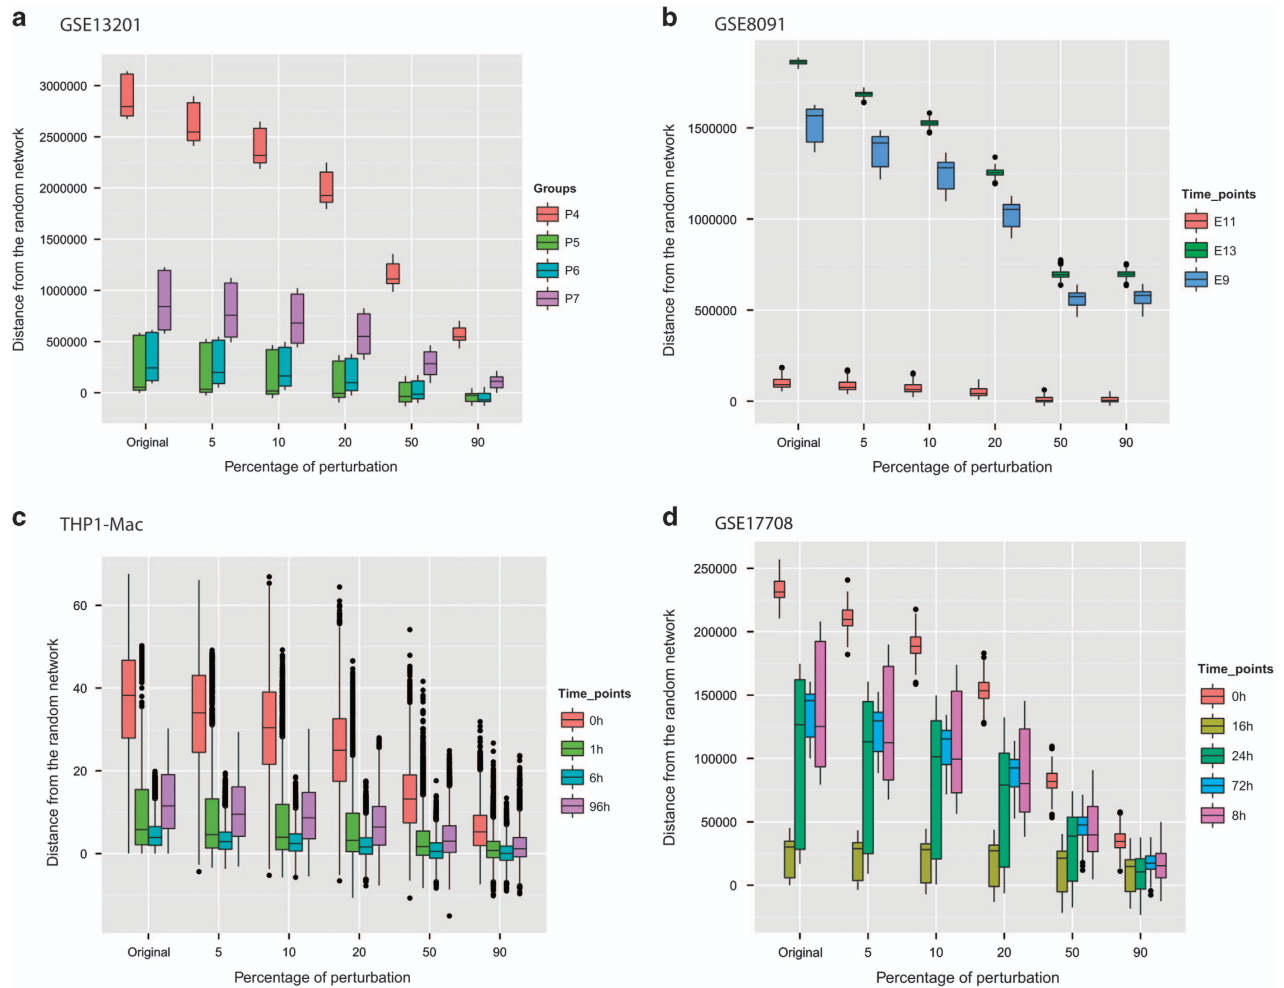 a GSE13201
Distance from the random network
3000000
2500000
2000000
1500000
1000000
500000
0
Original 5 10 20 50 90
Percentage of perturbation
Groups
P4
P5
P6
P7
b GSE8091
Distance from the random network
1500000
1000000
500000
0
Original 5 10 20 50 90
Percentage of perturbation
Time_points
E11
E13
E9
c THP1-Mac
Distance from the random network
60
40
20
0
Original 5 10 20 50 90
Percentage of perturbation
Time_points
0h
1h
6h
96h
d GSE17708
Distance from the random network
250000
200000
150000
100000
50000
0
Original 5 10 20 50 90
Percentage of perturbation
Time_points
0h
16h
24h
72h
8h